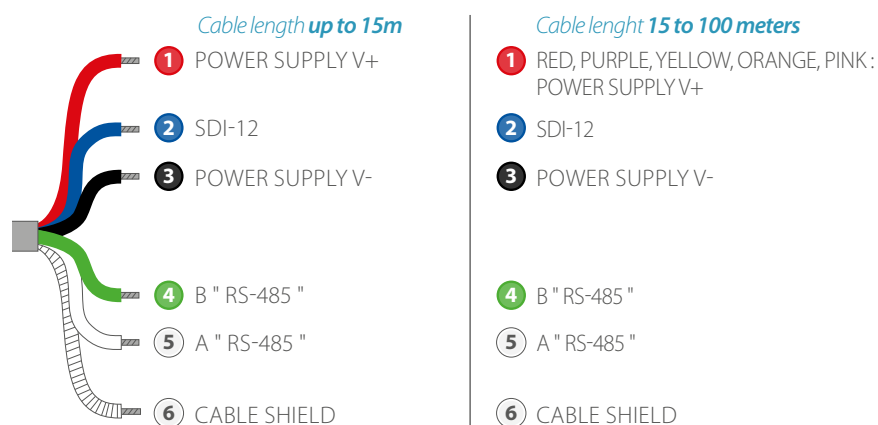 Cable length up to 15m
1 POWER SUPPLY V+
2 SDI-12
3 POWER SUPPLY V-
4 B " RS-485 "
5 A " RS-485 "
6 CABLE SHIELD
Cable lenght 15 to 100 meters
1 RED, PURPLE, YELLOW, ORANGE, PINK :
POWER SUPPLY V+
2 SDI-12
3 POWER SUPPLY V-
4 B " RS-485 "
5 A " RS-485 "
6 CABLE SHIELD